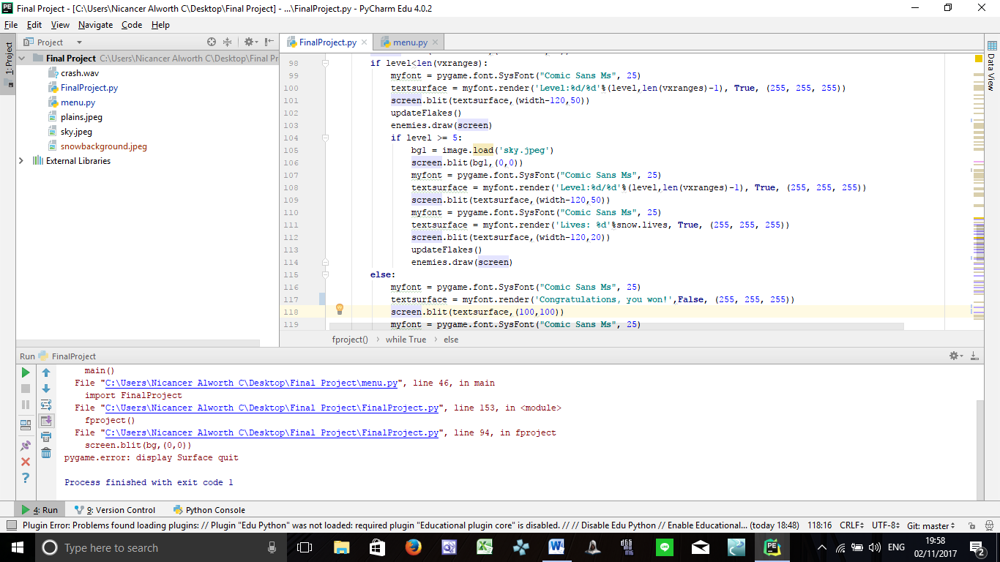 Final Project - [C:\Users\Nicancer Alworth C\Desktop\Final Project] - ...\FinalProject.py - PyCharm Edu 4.0.2
File Edit View Navigate Code Help
1: Project
Project
FinalProject.py
menu.py
Final Project C:\Users\Nicancer Alworth C\Desktop\Final Pr
crash.wav
FinalProject.py
menu.py
plains.jpeg
sky.jpeg
snowbackground.jpeg
External Libraries
98 if level<len(vxranges):
99 myfont = pygame.font.SysFont("Comic Sans Ms", 25)
100 textsurface = myfont.render('Level:%d/%d'%(level,len(vxranges)-1), True, (255, 255, 255))
101 screen.blit(textsurface,(width-120,50))
102 updateFlakes()
103 enemies.draw(screen)
104 if level >= 5:
105 bg1 = image.load('sky.jpeg')
106 screen.blit(bg1,(0,0))
107 myfont = pygame.font.SysFont("Comic Sans Ms", 25)
108 textsurface = myfont.render('Level:%d/%d'%(level,len(vxranges)-1), True, (255, 255, 255))
109 screen.blit(textsurface,(width-120,50))
110 myfont = pygame.font.SysFont("Comic Sans Ms", 25)
111 textsurface = myfont.render('Lives: %d'%snow.lives, True, (255, 255, 255))
112 screen.blit(textsurface,(width-120,20))
113 updateFlakes()
114 enemies.draw(screen)
115 else:
116 myfont = pygame.font.SysFont("Comic Sans Ms", 25)
117 textsurface = myfont.render('Congratulations, you won!',False, (255, 255, 255))
118 screen.blit(textsurface,(100,100))
119 myfont = pygame.font.SysFont("Comic Sans Ms", 25)
fproject() while True else
Data View
Run FinalProject
main()
File "C:\Users\Nicancer Alworth C\Desktop\Final Project\menu.py", line 46, in main
import FinalProject
File "C:\Users\Nicancer Alworth C\Desktop\Final Project\FinalProject.py", line 153, in <module>
fproject()
File "C:\Users\Nicancer Alworth C\Desktop\Final Project\FinalProject.py", line 94, in fproject
screen.blit(bg,(0,0))
pygame.error: display Surface quit
Process finished with exit code 1
4: Run 9: Version Control Python Console
Plugin Error: Problems found loading plugins: // Plugin "Edu Python" was not loaded: required plugin "Educational plugin core" is disabled. // // Disable Edu Python // Enable Educational... (today 18:48) 118:16 CRLF UTF-8 Git: master
Type here to search
ENG
19:58
02/11/2017
2